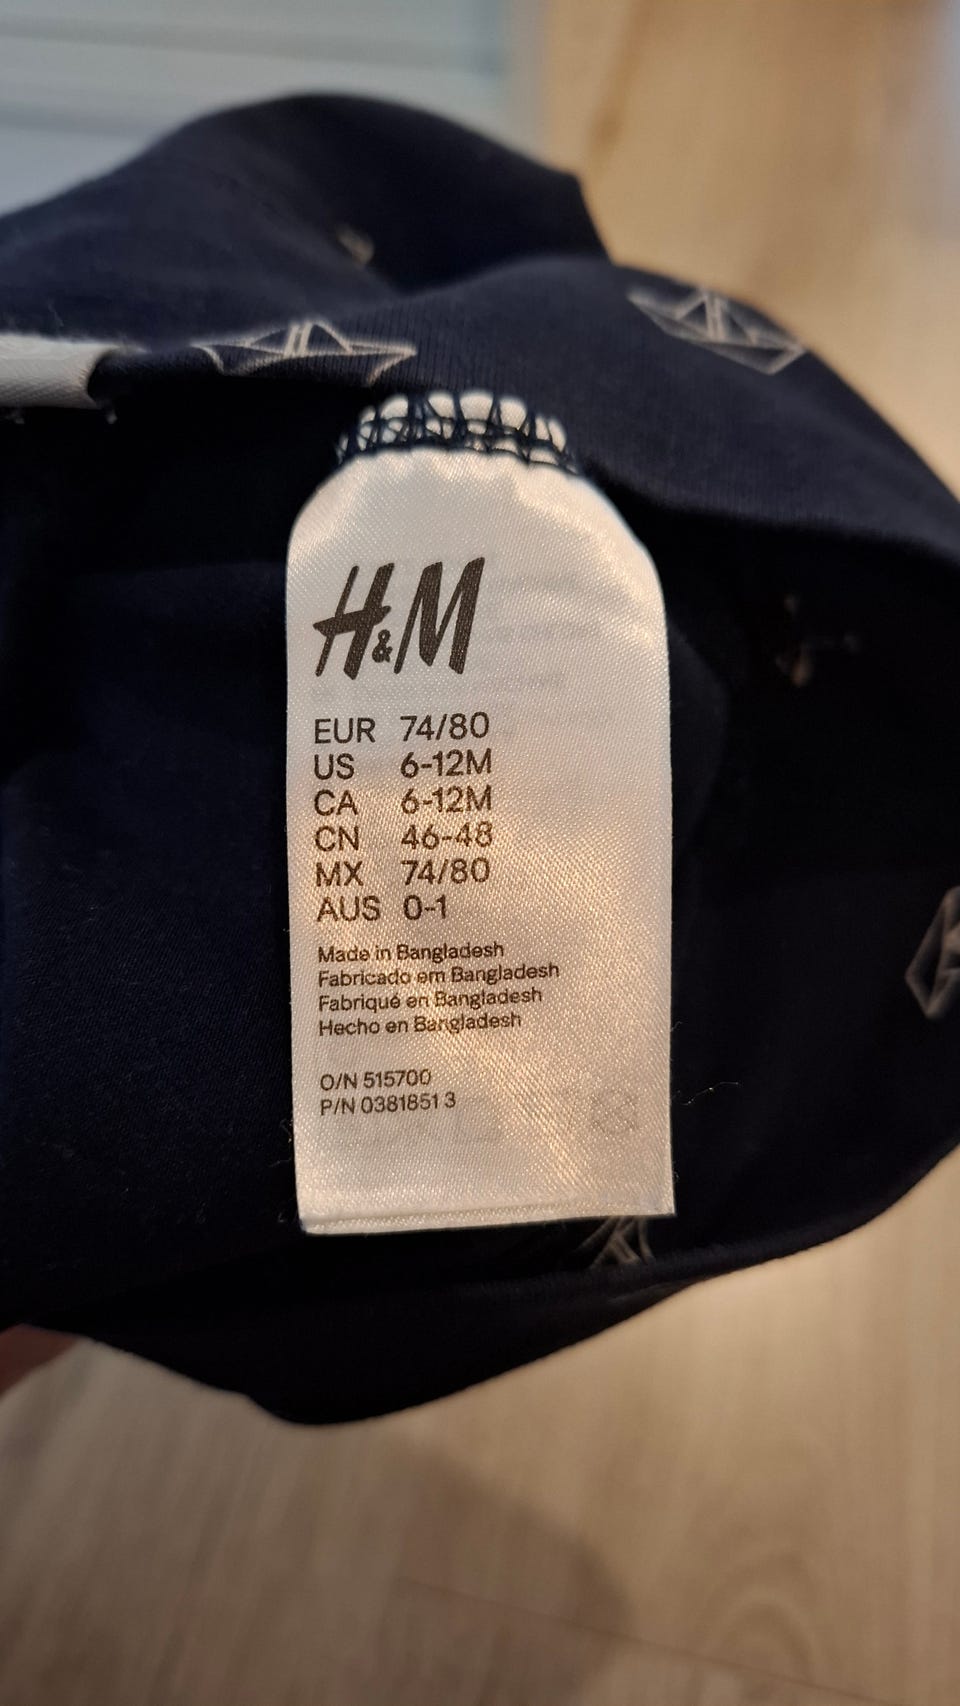 H&M
EUR 74/80
US 6-12M
CA 6-12M
CN 46-48
MX 74/80
AUS 0-1
Made in Bangladesh
Fabricado em Bangladesh
Fabriqué en Bangladesh
Hecho en Bangladesh
O/N 515700
P/N 0381851 3